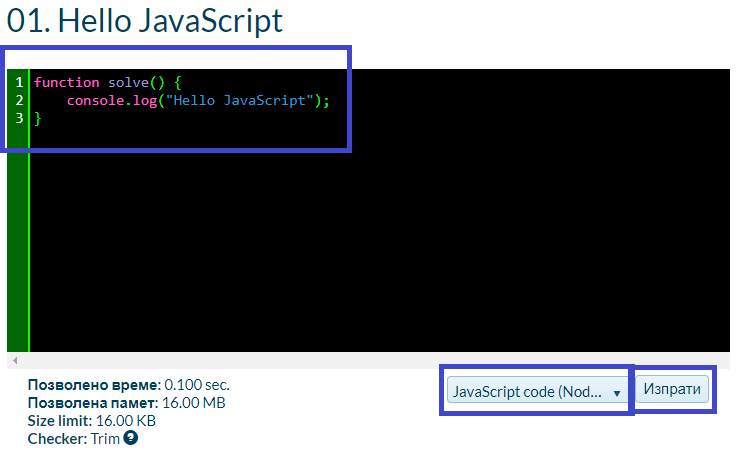 01. Hello JavaScript
1 function solve() {
2     console.log("Hello JavaScript");
3 }
Позволено време: 0.100 sec.
Позволена памет: 16.00 MB
Size limit: 16.00 KB
Checker: Trim ?
JavaScript code (Nod... ▼
Изпрати